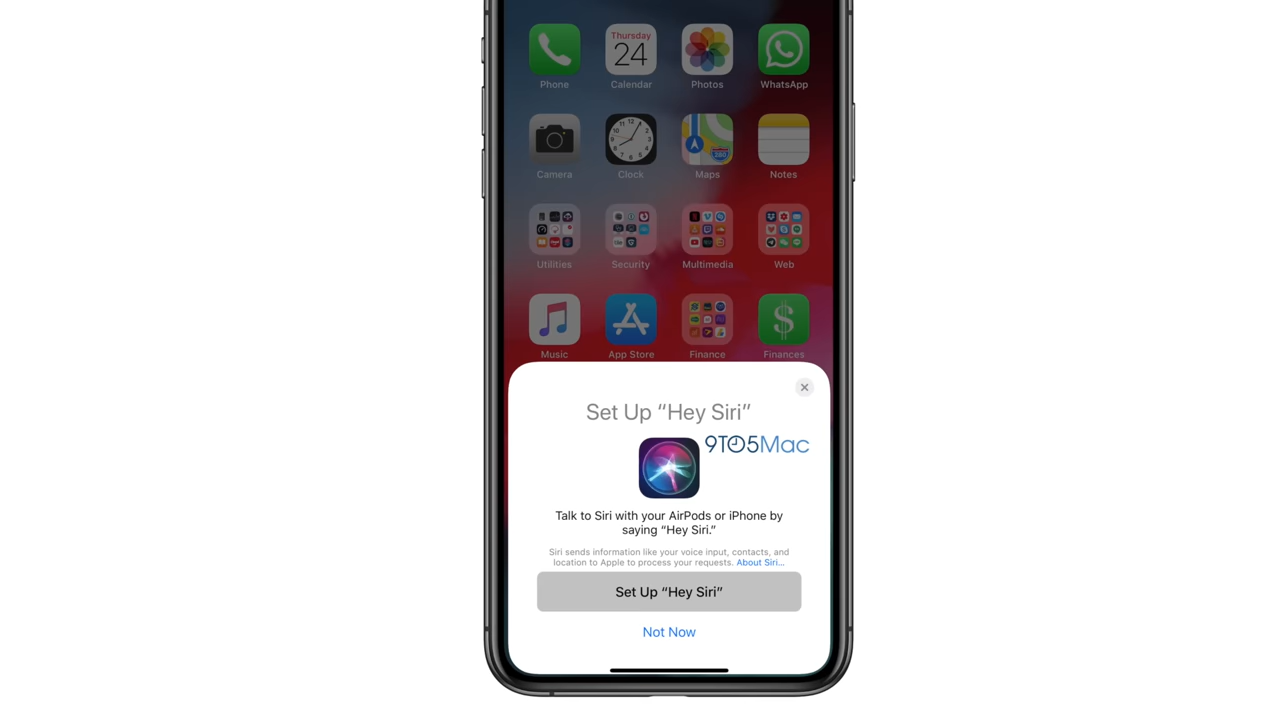 Thursday
24
Phone
Calendar
Photos
WhatsApp
Camera
Clock
Maps
Notes
280
Utilities
Security
Multimedia
Web
Music
App Store
Finance
Finances
Set Up “Hey Siri”
9TO5Mac
Talk to Siri with your AirPods or iPhone by
saying “Hey Siri.”
Siri sends information like your voice input, contacts, and
location to Apple to process your requests. About Siri...
Set Up “Hey Siri”
Not Now